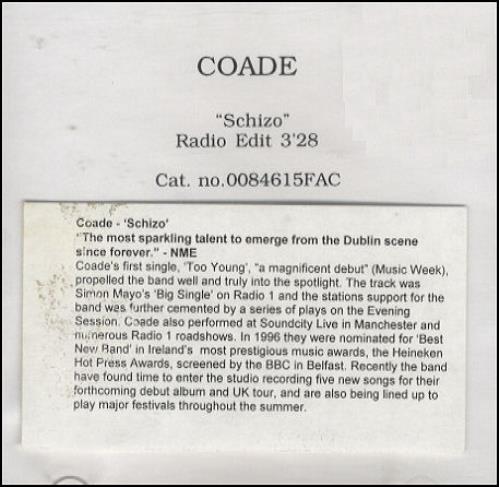 COADE
"Schizo"
Radio Edit 3'28
Cat. no.0084615FAC
Coade - 'Schizo'
"The most sparkling talent to emerge from the Dublin scene
since forever." - NME
Coade's first single, 'Too Young', "a magnificent debut" (Music Week),
propelled the band well and truly into the spotlight. The track was
Simon Mayo's 'Big Single' on Radio 1 and the stations support for the
band was further cemented by a series of plays on the Evening
Session. Coade also performed at Soundcity Live in Manchester and
numerous Radio 1 roadshows. In 1996 they were nominated for 'Best
New Band' in Ireland's most prestigious music awards, the Heineken
Hot Press Awards, screened by the BBC in Belfast. Recently the band
have found time to enter the studio recording five new songs for their
forthcoming debut album and UK tour, and are also being lined up to
play major festivals throughout the summer.